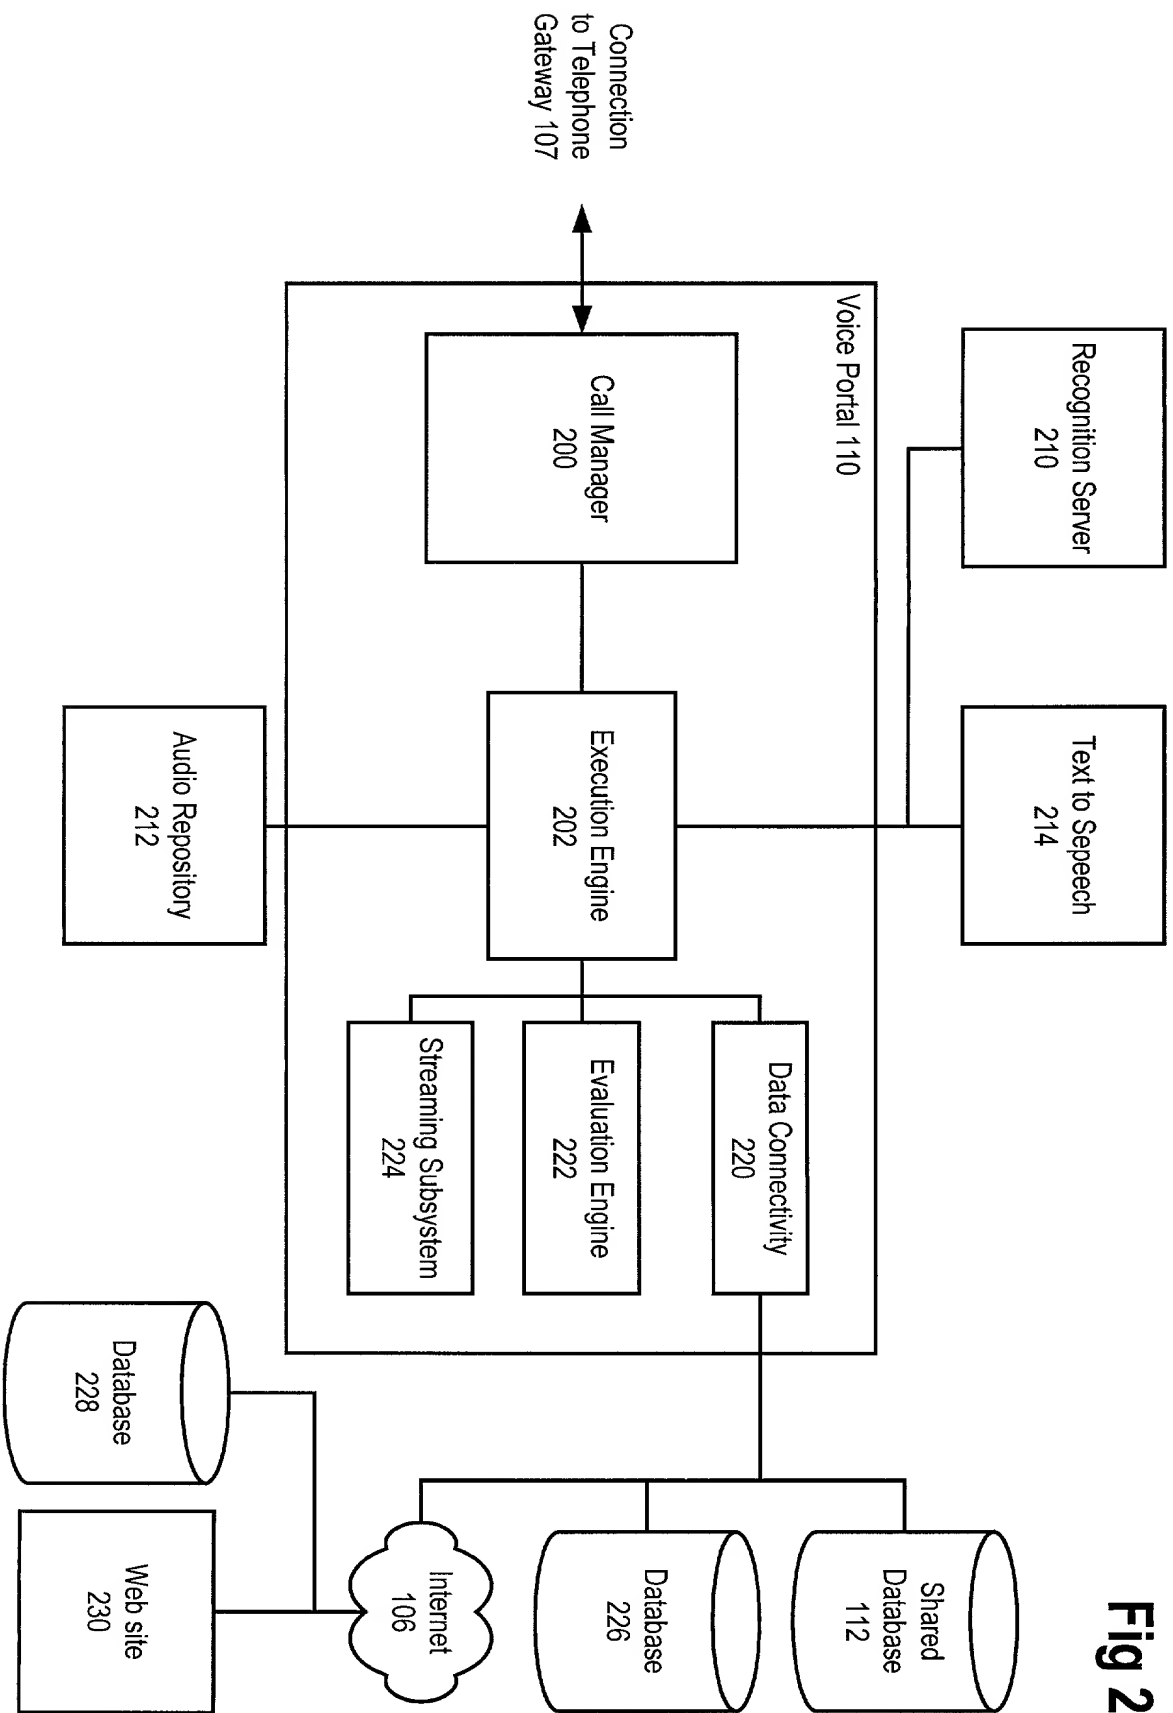 Fig 2
Recognition Server
210
Text to Sepeech
214
Shared
Database
112
Voice Portal 110
Connection
to Telephone
Gateway 107
Call Manager
200
Execution Engine
202
Data Connectivity
220
Evaluation Engine
222
Streaming Subsystem
224
Database
226
Internet
106
Audio Repository
212
Database
228
Web site
230